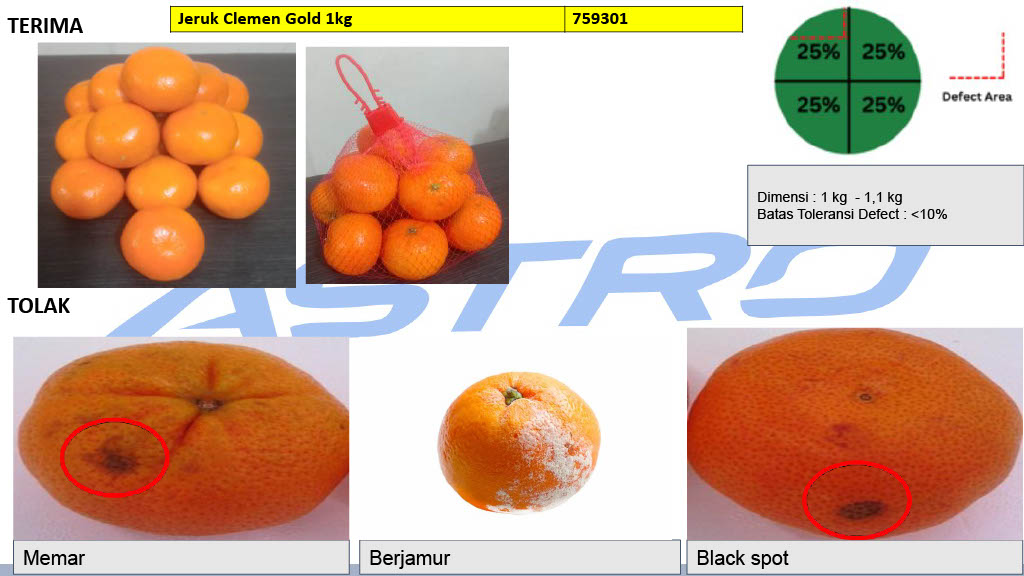 TERIMA
Jeruk Clemen Gold 1kg 759301
25% 25%
25% 25%
Defect Area
Dimensi : 1 kg - 1,1 kg
Batas Toleransi Defect : <10%
ASTRO
TOLAK
Memar
Berjamur
Black spot